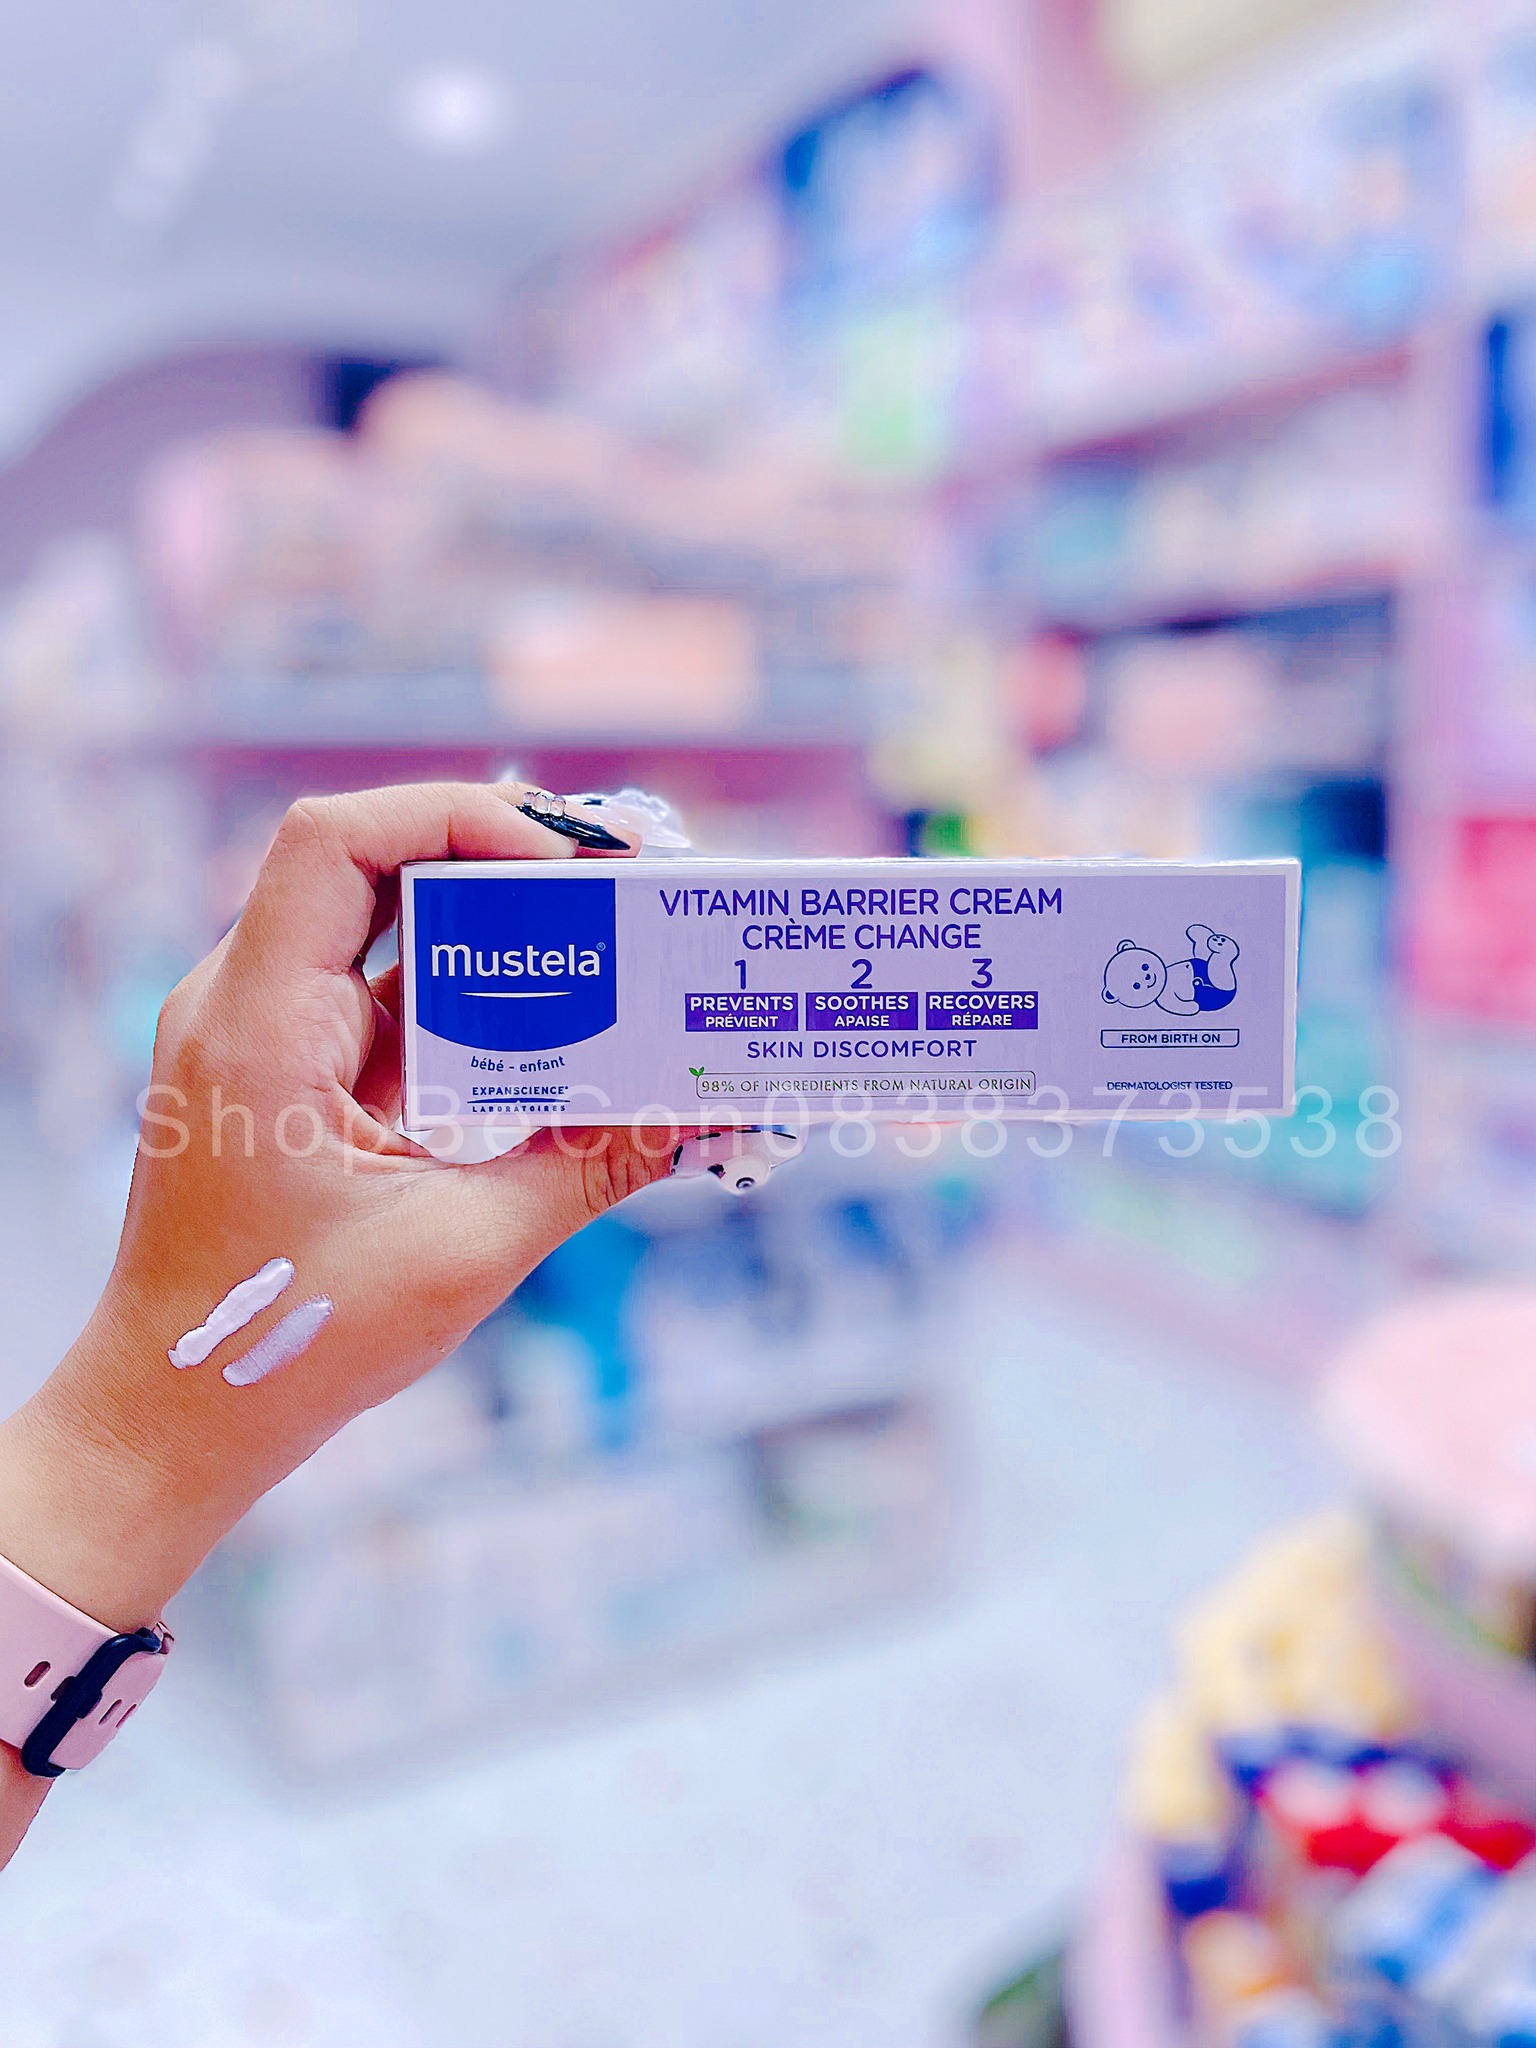 mustela®
bébé - enfant
EXPANSCIENCE®
LABORATOIRES
VITAMIN BARRIER CREAM
CRÈME CHANGE
1 2 3
PREVENTS SOOTHES RECOVERS
PRÉVIENT APAISE RÉPARE
SKIN DISCOMFORT
98% OF INGREDIENTS FROM NATURAL ORIGIN
FROM BIRTH ON
DERMATOLOGIST TESTED
ShopBéCon0838373538